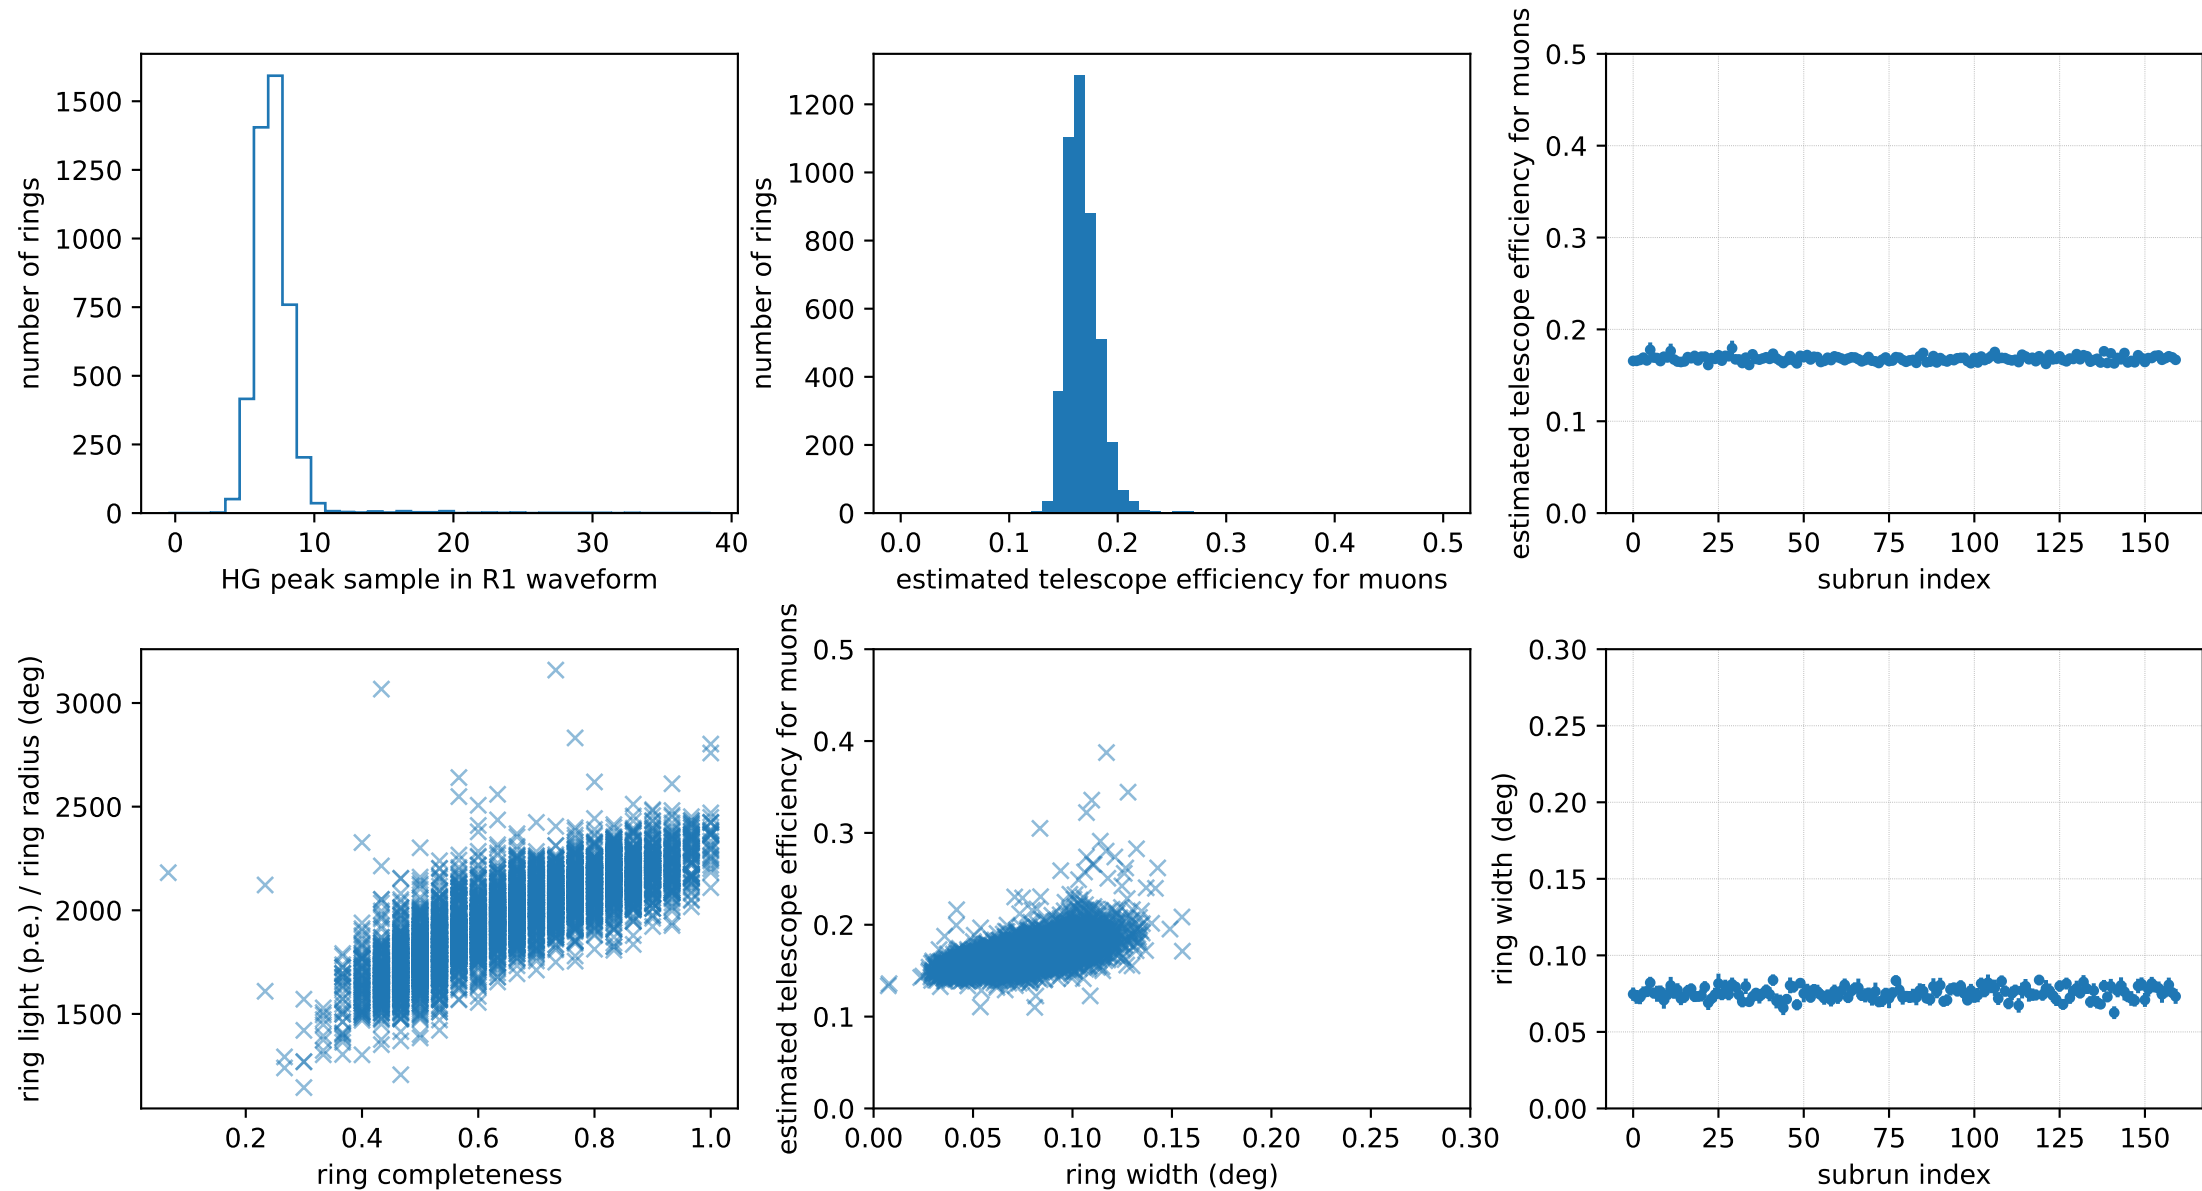 number of rings
1500
1250
1000
750
500
250
0
0 10 20 30 40
HG peak sample in R1 waveform
number of rings
1200
1000
800
600
400
200
0
0.0 0.1 0.2 0.3 0.4 0.5
estimated telescope efficiency for muons
estimated telescope efficiency for muons
0.5
0.4
0.3
0.2
0.1
0.0
0 25 50 75 100 125 150
subrun index
ring light (p.e.) / ring radius (deg)
3000
2500
2000
1500
0.2 0.4 0.6 0.8 1.0
ring completeness
estimated telescope efficiency for muons
0.5
0.4
0.3
0.2
0.1
0.0
0.00 0.05 0.10 0.15 0.20 0.25 0.30
ring width (deg)
ring width (deg)
0.30
0.25
0.20
0.15
0.10
0.05
0.00
0 25 50 75 100 125 150
subrun index